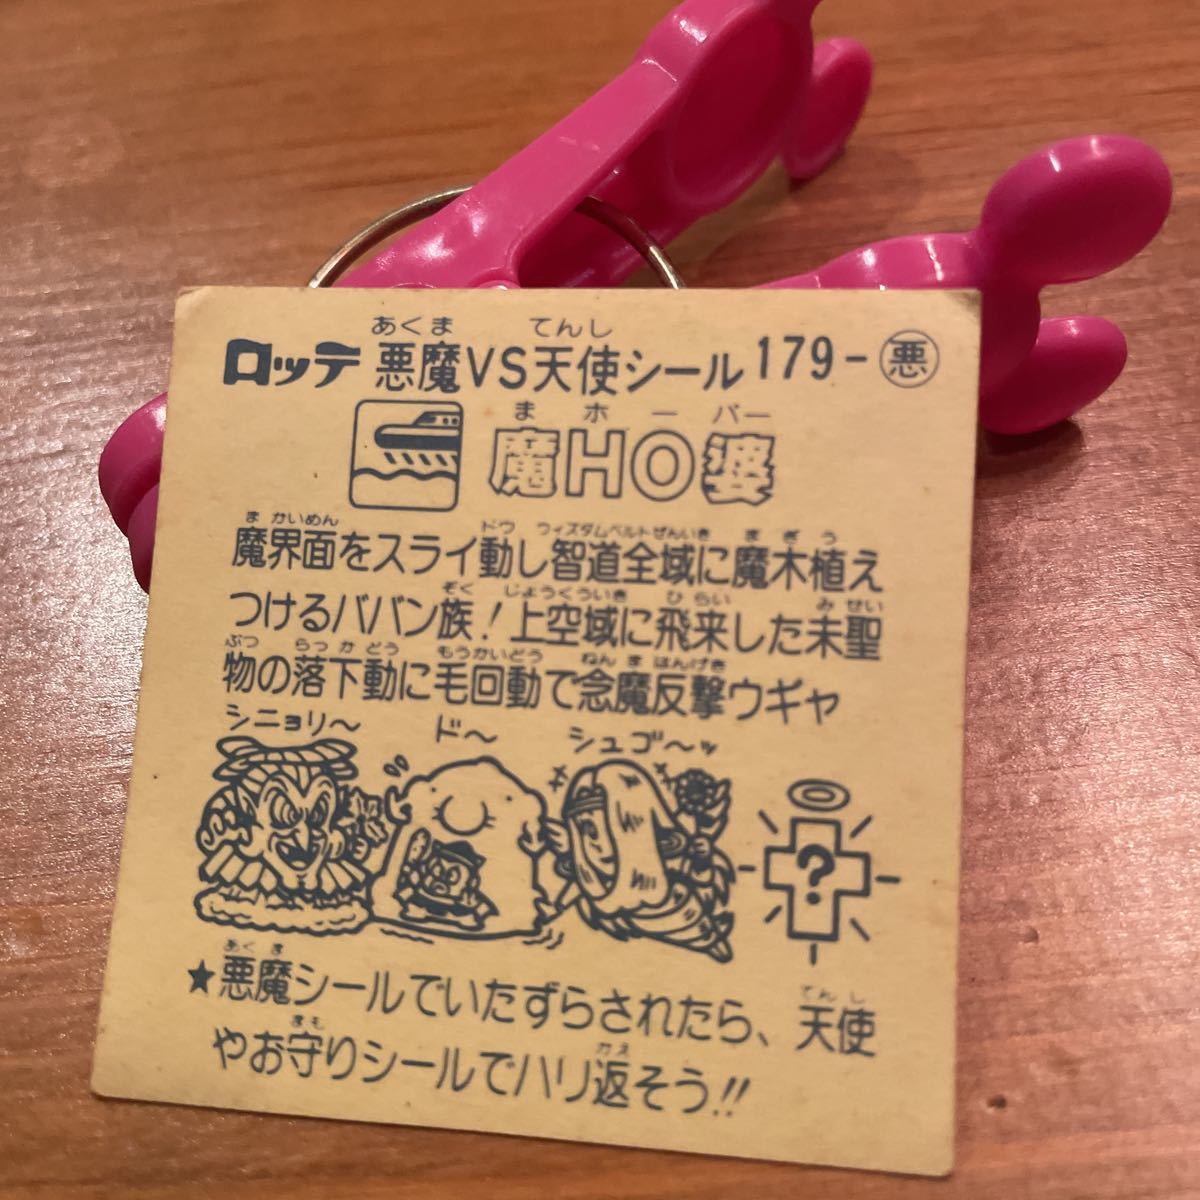 あくま てんし
ロッテ 悪魔VS天使シール 179-悪
まホーバー
魔HO婆
まかいめん ドウ ウィズダムベルトぜんいき まぎう
魔界面をスライ動し智道全域に魔木植え
ぞく じょうくういき ひらい みせい
つけるババン族!上空域に飛来した未聖
ぶつ らっかどう もうかいどう ねんまはんげき
物の落下動に毛回動で念魔反撃ウギャ
シニョリ〜 ド〜 シュゴ〜ッ
?
あくま てんし
★悪魔シールでいたずらされたら、天使
まも かえ
やお守りシールでハリ返そう!!